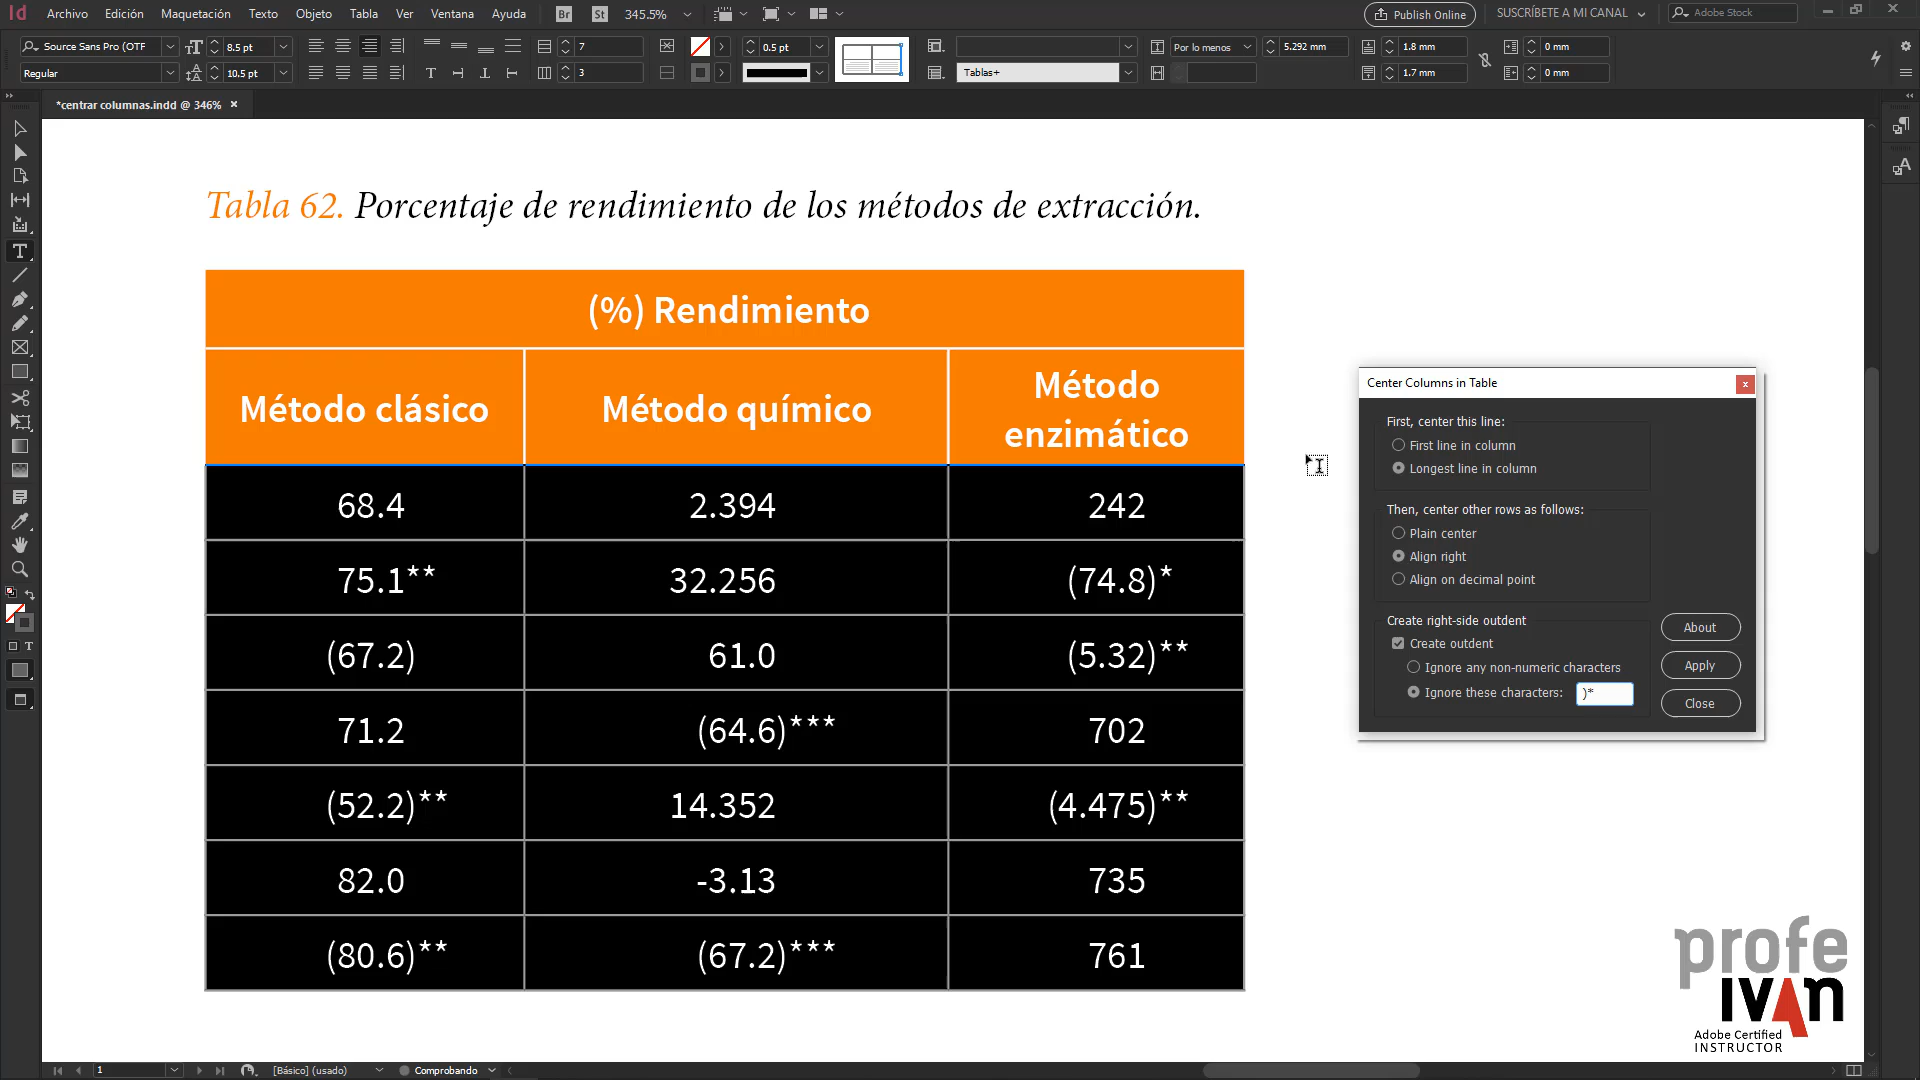 Id Archivo Edición Maquetación Texto Objeto Tabla Ver Ventana Ayuda Br St 345.5% Publish Online SUSCRÍBETE A MI CANAL Adobe Stock
Source Sans Pro (OTF 8.5 pt 7 0.5 pt Por lo menos 5.292 mm 1.8 mm 0 mm
Regular 10.5 pt 3 Tablas+ 1.7 mm 0 mm
*centrar columnas.indd @ 346% ×
Tabla 62. Porcentaje de rendimiento de los métodos de extracción.
(%) Rendimiento
Método clásico Método químico Método enzimático
68.4 2.394 242
75.1** 32.256 (74.8)*
(67.2) 61.0 (5.32)**
71.2 (64.6)*** 702
(52.2)** 14.352 (4.475)**
82.0 -3.13 735
(80.6)** (67.2)*** 761
Center Columns in Table x
First, center this line:
First line in column
Longest line in column
Then, center other rows as follows:
Plain center
Align right
Align on decimal point
Create right-side outdent
Create outdent
Ignore any non-numeric characters
Ignore these characters: )*
About
Apply
Close
profe
IVAN
Adobe Certified
INSTRUCTOR
1 [Básico] (usado) Comprobando